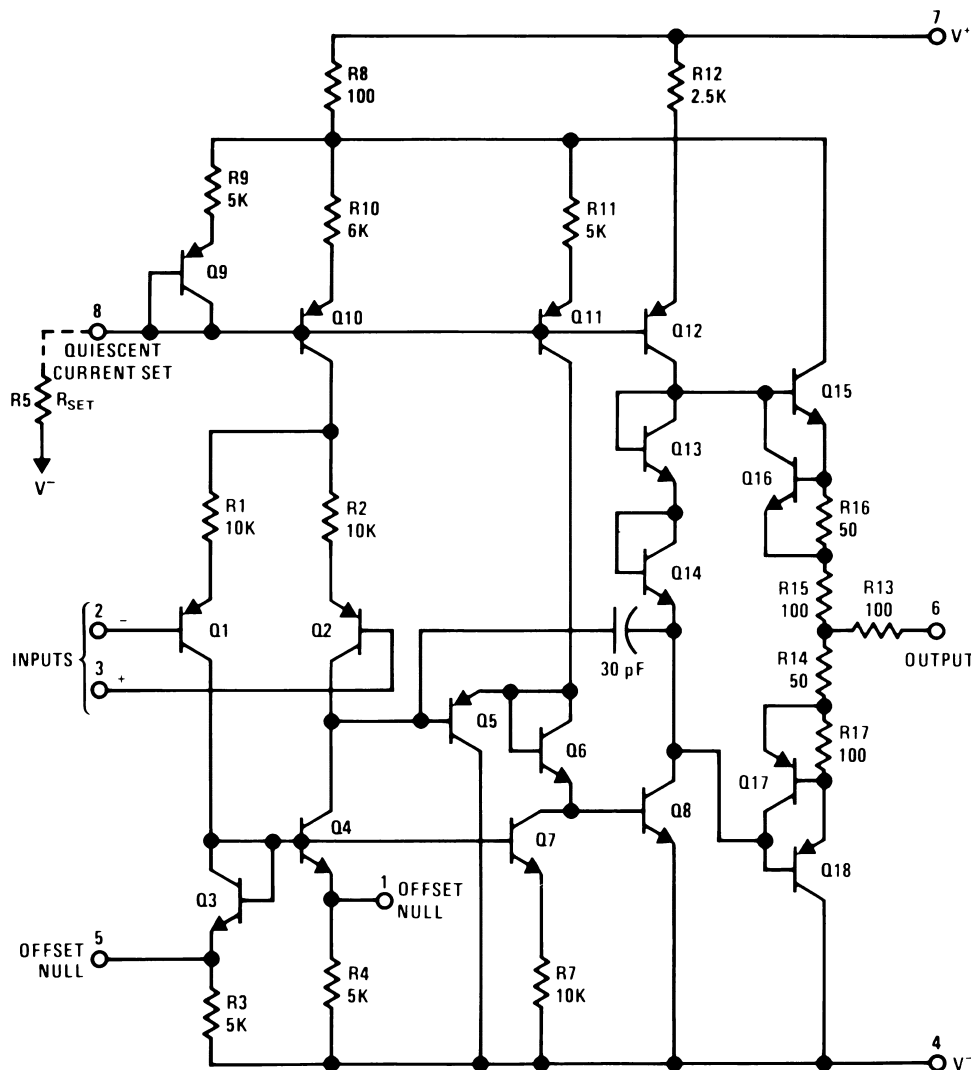 7
V+
R8
100
R12
2.5K
R9
5K
R10
6K
R11
5K
Q9
8
Q10
Q11
Q12
QUIESCENT
CURRENT SET
R5
RSET
V−
Q15
Q13
Q16
R16
50
R1
10K
R2
10K
Q14
R15
100
R13
100
6
OUTPUT
2
−
INPUTS
3
+
Q1
Q2
30 pF
R14
50
Q5
Q6
R17
100
Q17
Q4
Q7
Q8
Q18
Q3
1
OFFSET
NULL
5
OFFSET
NULL
R3
5K
R4
5K
R7
10K
4
V−